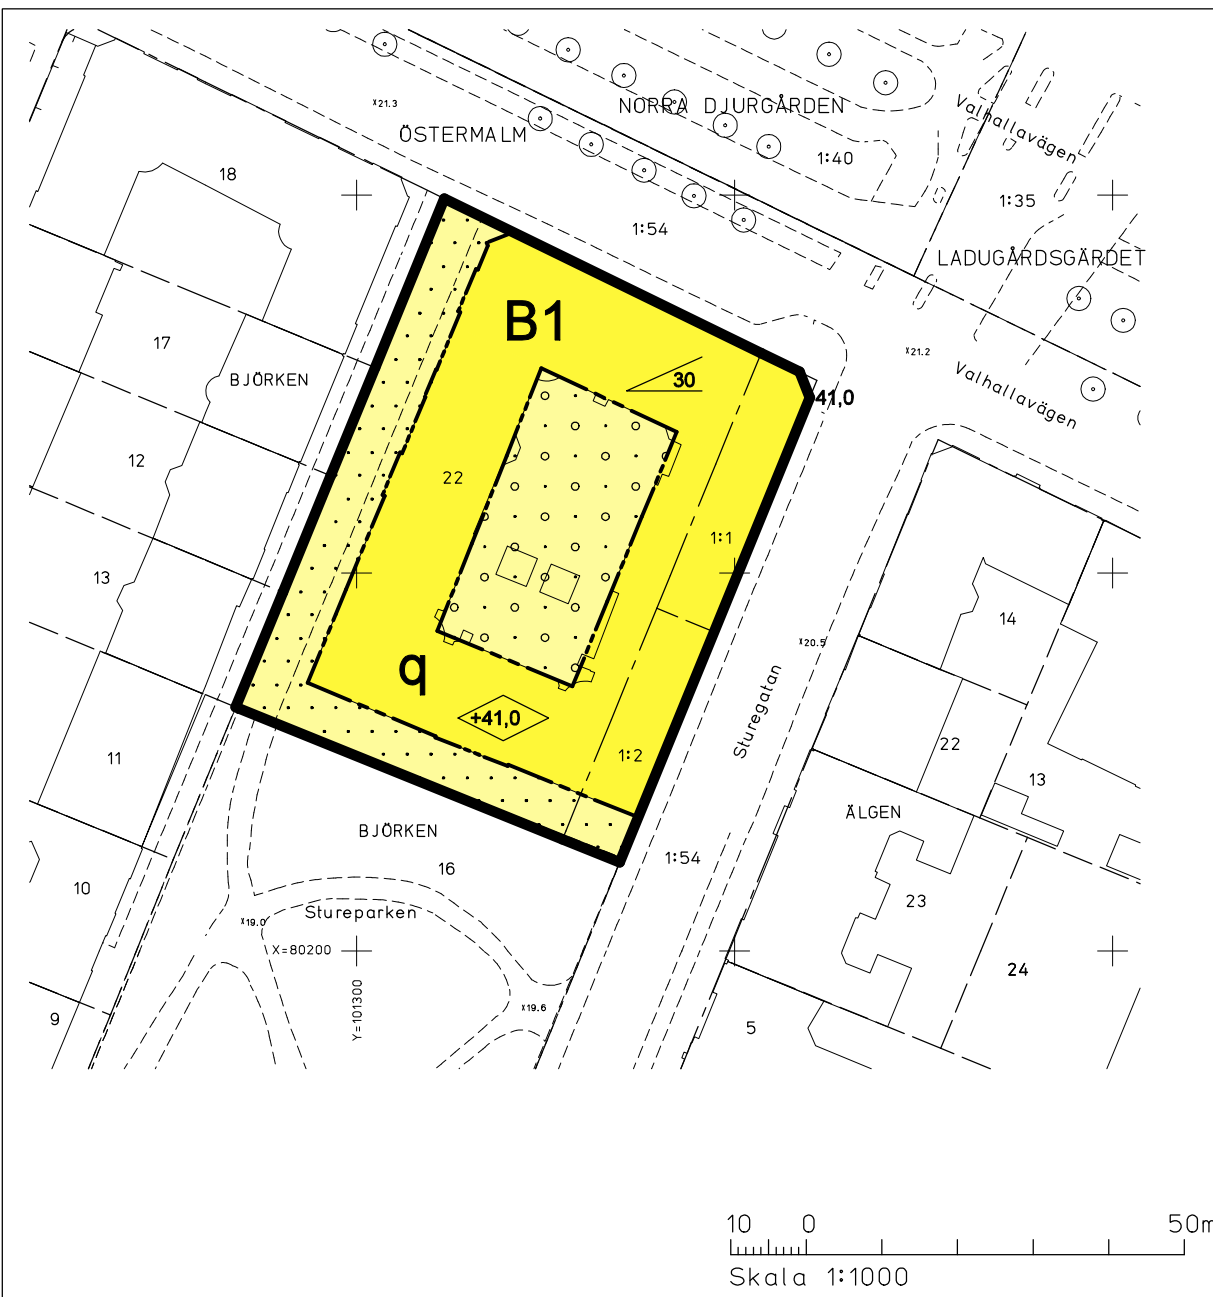 x21.3
NORRA DJURGÅRDEN
Valhallavägen
ÖSTERMALM
1:40
18
1:35
1:54
LADUGÅRDSGÄRDET
B1
17
x21.2
BJÖRKEN
30
Valhallavägen
41,0
12
22
1:1
13
14
x20.5
q
Sturegatan
+41,0
11
1:2
22
13
BJÖRKEN
ÄLGEN
16
1:54
10
23
Stureparken
x19.0
X=80200
24
x19.6
Y=101300
9
5
10 0 50m
Skala 1:1000